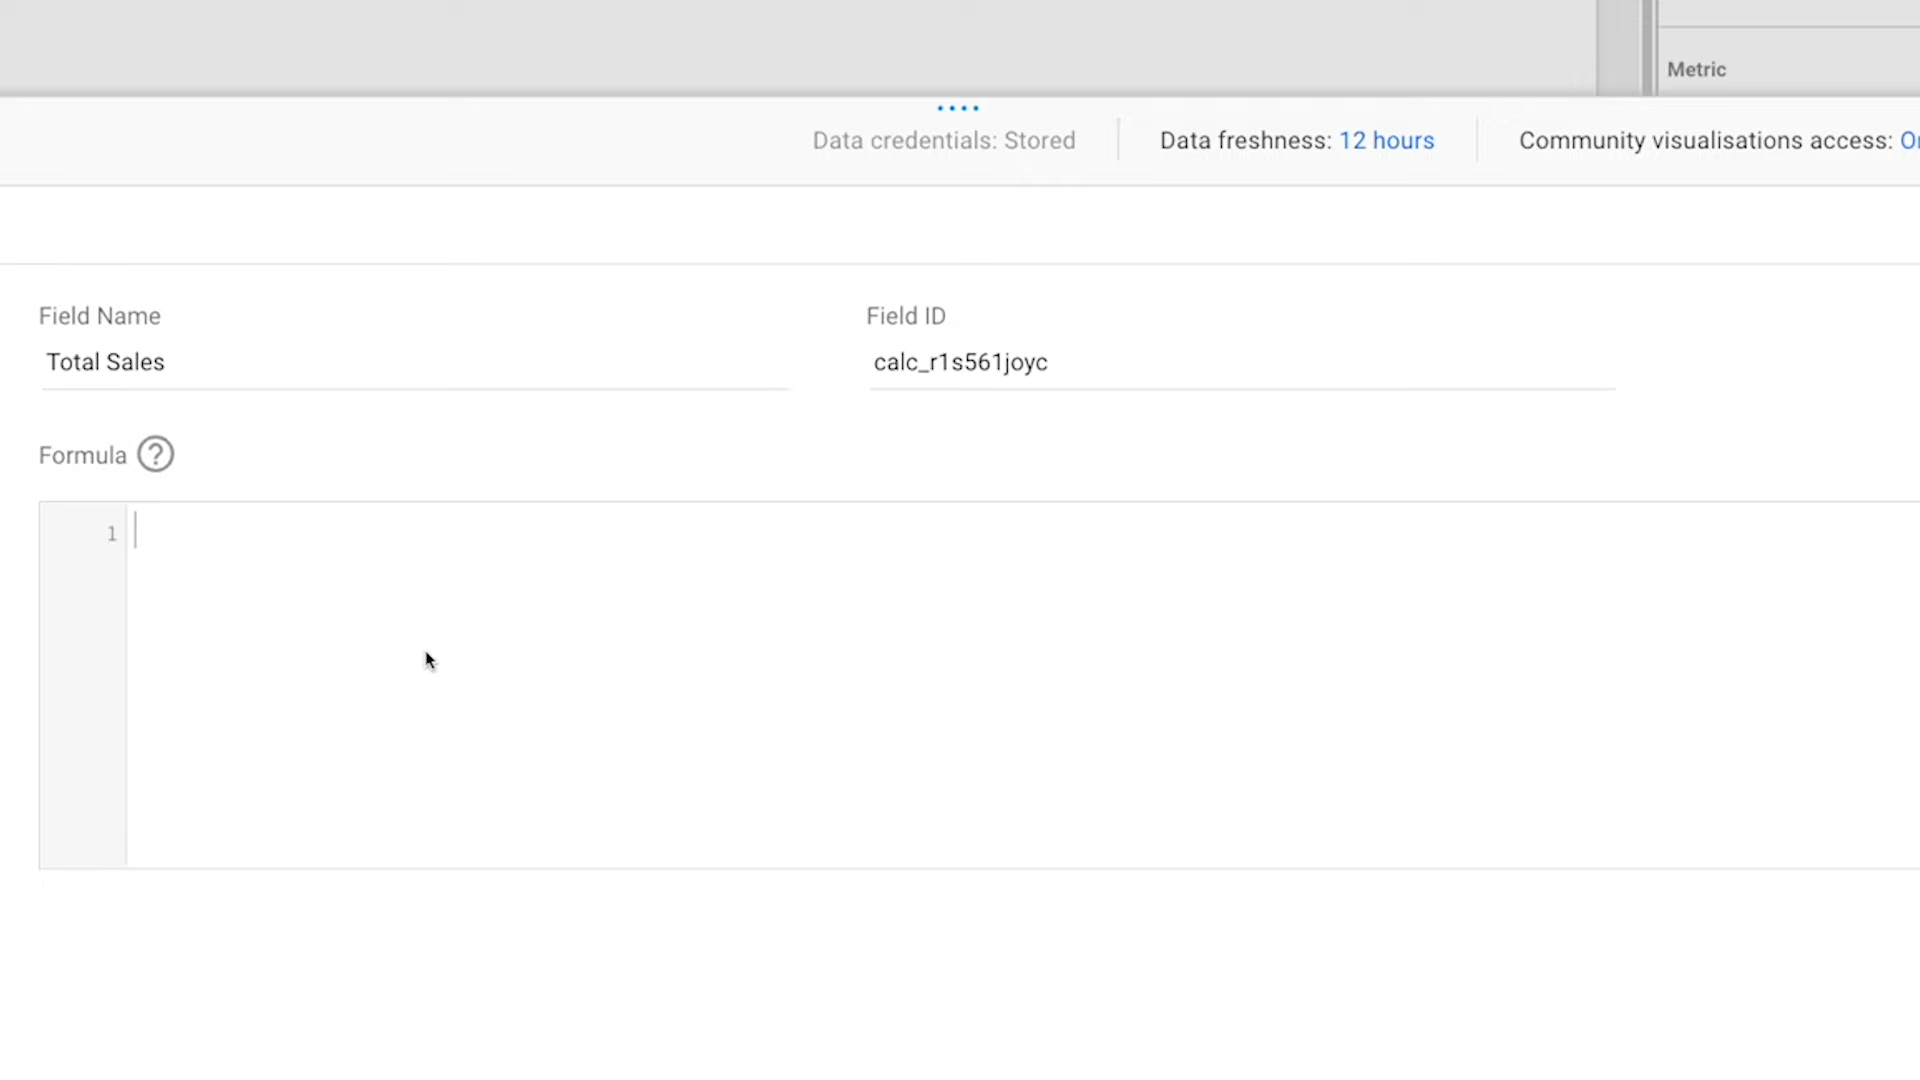 Metric
Data credentials: Stored
Data freshness: 12 hours
Community visualisations access:
Field Name
Field ID
Total Sales
calc_r1s561joyc
Formula ?
1